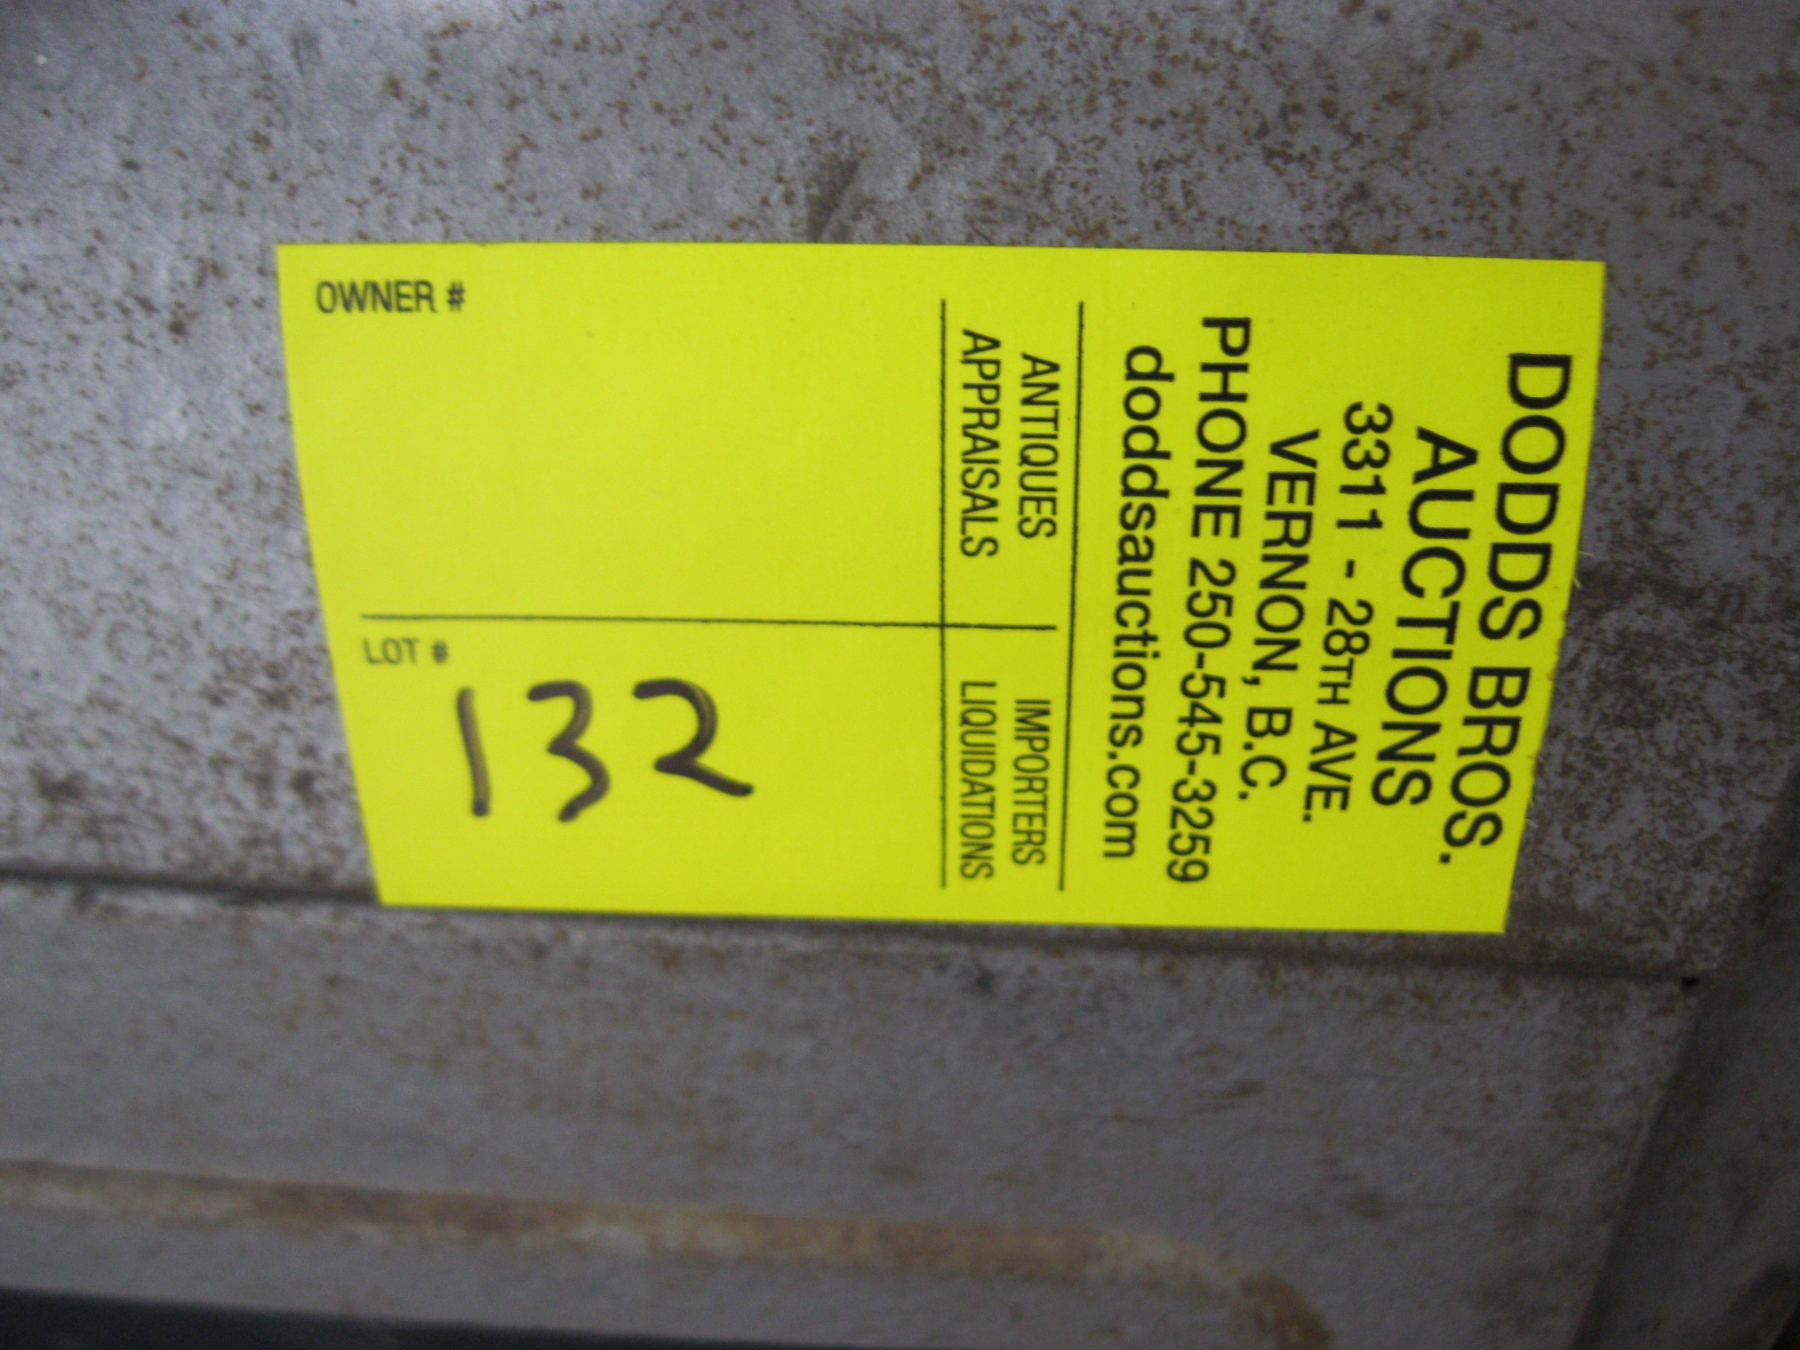 DODDS BROS.
AUCTIONS
3311 - 28TH AVE.
VERNON, B.C.
PHONE 250-545-3259
doddsauctions.com
ANTIQUES IMPORTERS
APPRAISALS LIQUIDATIONS
OWNER #
LOT #
132